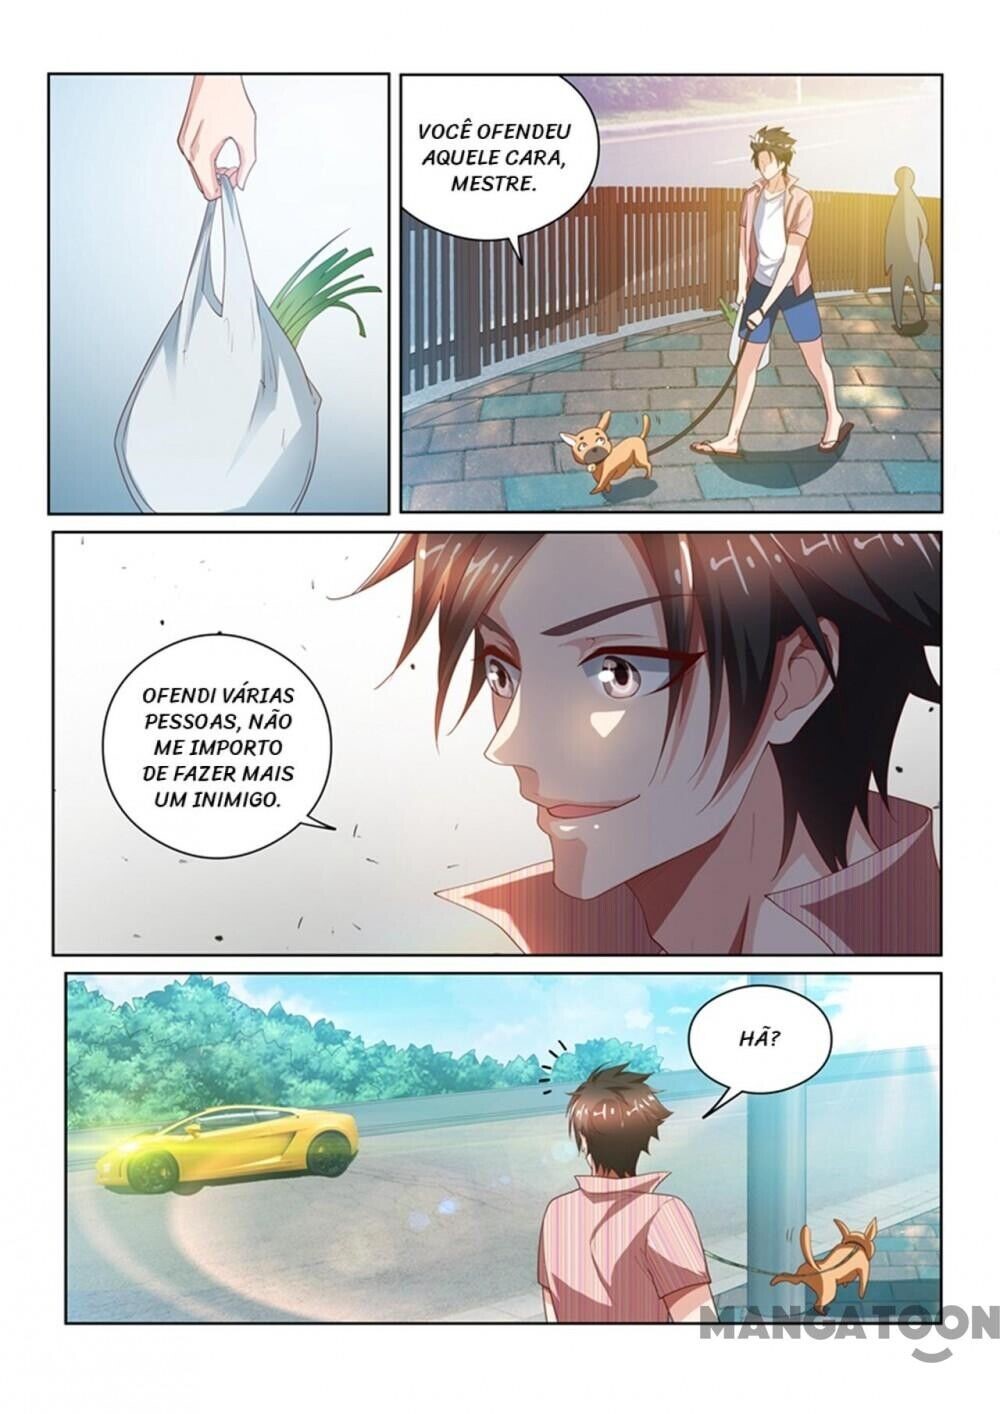 VOCÊ OFENDEU
AQUELE CARA,
MESTRE.
OFENDI VÁRIAS
PESSOAS, NÃO
ME IMPORTO
DE FAZER MAIS
UM INIMIGO.
HÃ?
MANGATOON